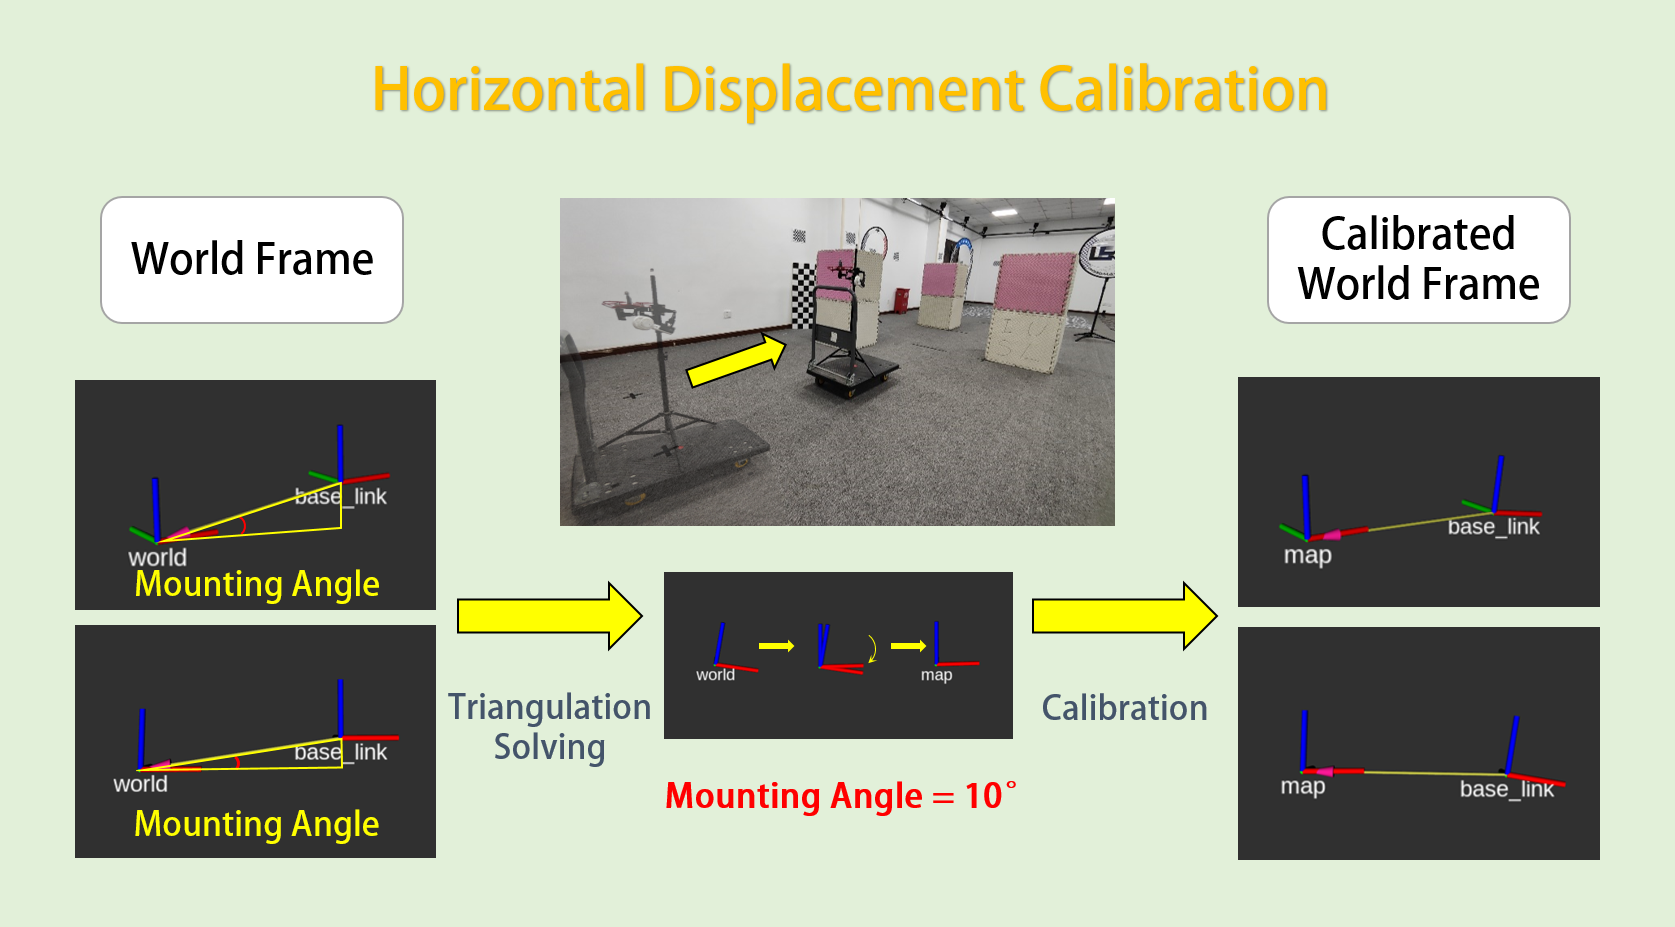 Horizontal Displacement Calibration
World Frame
Calibrated
World Frame
base_link
world
Mounting Angle
base_link
world
Mounting Angle
Triangulation
Solving
world
map
Mounting Angle = 10°
Calibration
base_link
map
map
base_link